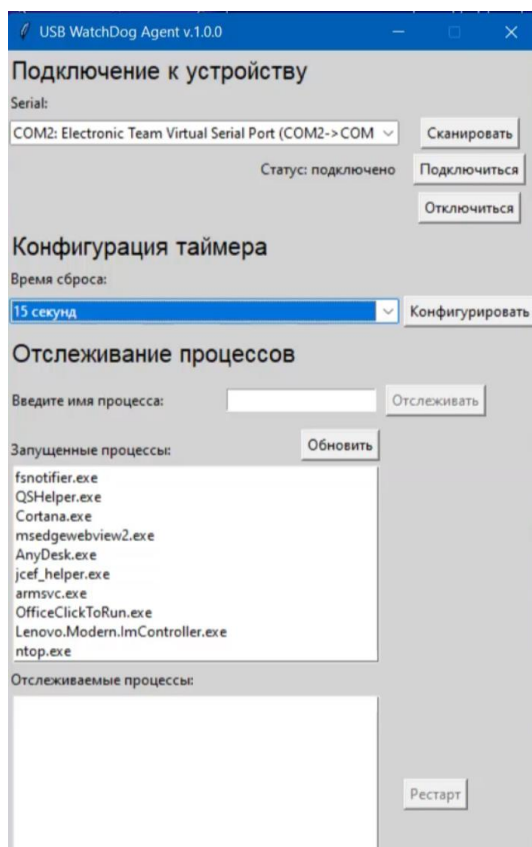 USB WatchDog Agent v.1.0.0
Подключение к устройству
Serial:
COM2: Electronic Team Virtual Serial Port (COM2->COM
Сканировать
Статус: подключено
Подключиться
Отключиться
Конфигурация таймера
Время сброса:
15 секунд
Конфигурировать
Отслеживание процессов
Введите имя процесса:
Отслеживать
Запущенные процессы:
Обновить
fsnotifier.exe
QSHelper.exe
Cortana.exe
msedgewebview2.exe
AnyDesk.exe
jcef_helper.exe
armsvc.exe
OfficeClickToRun.exe
Lenovo.Modern.ImController.exe
ntop.exe
Отслеживаемые процессы:
Рестарт